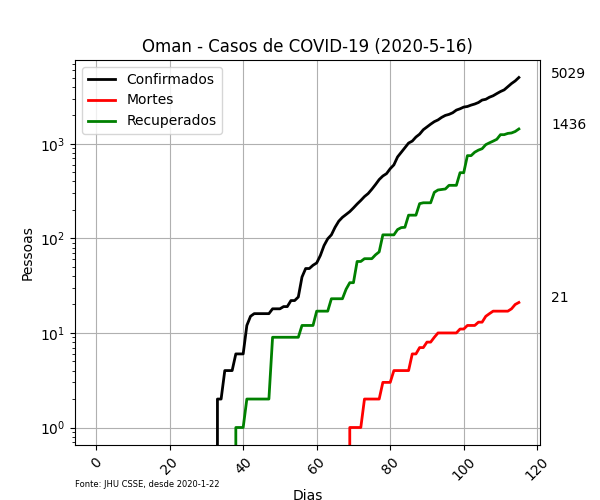 Oman - Casos de COVID-19 (2020-5-16)
Confirmados
Mortes
Recuperados
5029
1436
21
10³
10²
10¹
10⁰
Pessoas
0 20 40 60 80 100 120
Fonte: JHU CSSE, desde 2020-1-22
Dias